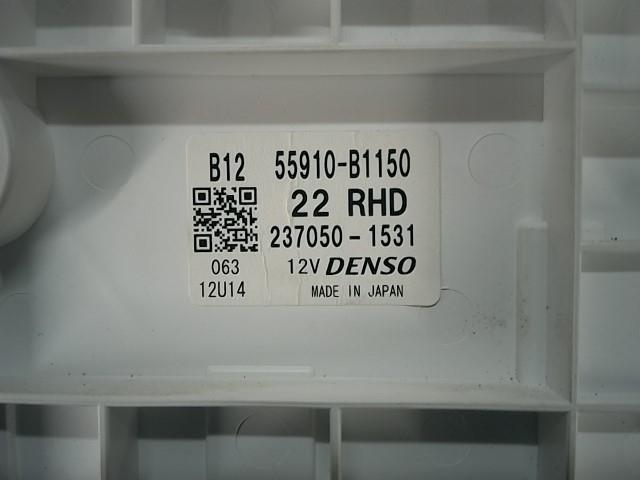 B12 55910-B1150
22 RHD
237050-1531
063 12V DENSO
12U14 MADE IN JAPAN